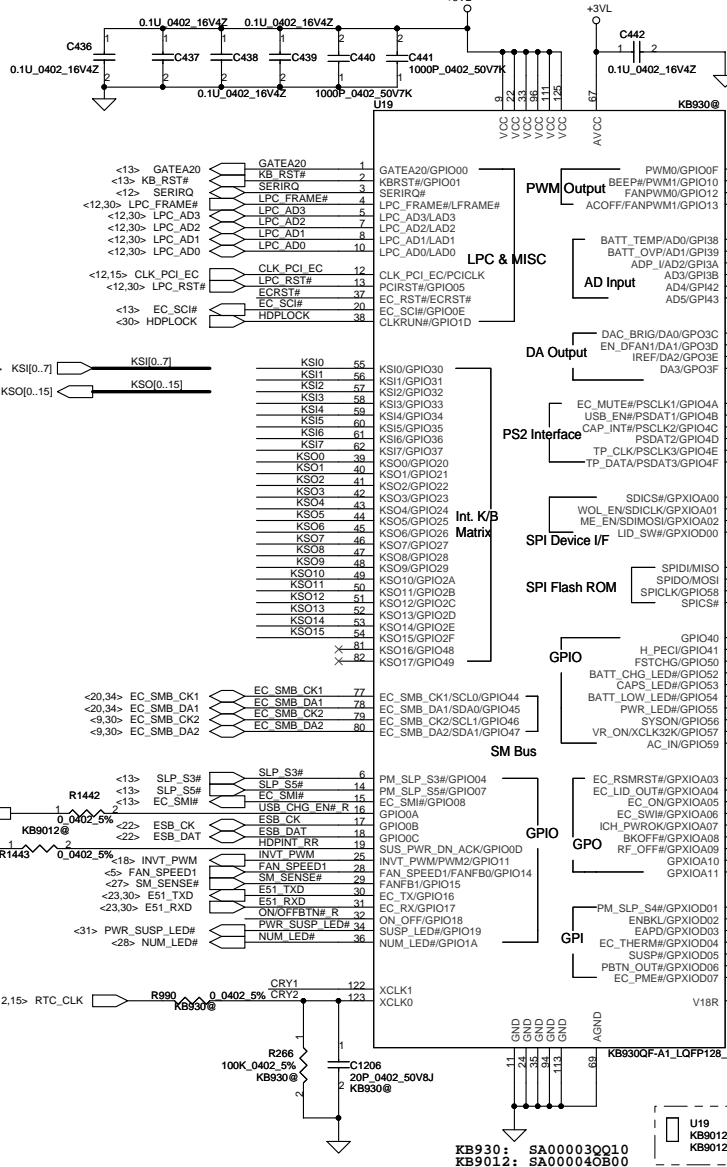 +3VL
0.1U_0402_16V4Z 0.1U_0402_16V4Z
C436 C437 C438 C439 C440 C441
0.1U_0402_16V4Z 1000P_0402_50V7K
0.1U_0402_16V4Z 1000P_0402_50V7K
C442
0.1U_0402_16V4Z
U19 KB930@
9 22 33 96 111 125 67
VCC VCC VCC VCC VCC VCC AVCC
<13> GATEA20 GATEA20 1 GATEA20/GPIO00
<13> KB_RST# KB_RST# 2 KBRST#/GPIO01
<12> SERIRQ SERIRQ 3 SERIRQ#
<12,30> LPC_FRAME# LPC_FRAME# 4 LPC_FRAME#/LFRAME#
<12,30> LPC_AD3 LPC_AD3 5 LPC_AD3/LAD3
<12,30> LPC_AD2 LPC_AD2 7 LPC_AD2/LAD2
<12,30> LPC_AD1 LPC_AD1 8 LPC_AD1/LAD1
<12,30> LPC_AD0 LPC_AD0 10 LPC_AD0/LAD0
LPC & MISC
<12,15> CLK_PCI_EC CLK_PCI_EC 12 CLK_PCI_EC/PCICLK
<12,30> LPC_RST# LPC_RST# 13 PCIRST#/GPIO05
ECRST# 37 EC_RST#/ECRST#
<13> EC_SCI# EC_SCI# 20 EC_SCI#/GPIO0E
<30> HDPLOCK HDPLOCK 38 CLKRUN#/GPIO1D
PWM Output
PWM0/GPIO0F
BEEP#/PWM1/GPIO10
FANPWM0/GPIO12
ACOFF/FANPWM1/GPIO13
AD Input
BATT_TEMP/AD0/GPI38
BATT_OVP/AD1/GPI39
ADP_I/AD2/GPI3A
AD3/GPI3B
AD4/GPI42
AD5/GPI43
DA Output
DAC_BRIG/DA0/GPO3C
EN_DFAN1/DA1/GPO3D
IREF/DA2/GPO3E
DA3/GPO3F
KSI[0..7] KSI[0..7]
KSO[0..15] KSO[0..15]
KSI0 55 KSI0/GPIO30
KSI1 56 KSI1/GPIO31
KSI2 57 KSI2/GPIO32
KSI3 58 KSI3/GPIO33
KSI4 59 KSI4/GPIO34
KSI5 60 KSI5/GPIO35
KSI6 61 KSI6/GPIO36
KSI7 62 KSI7/GPIO37
KSO0 39 KSO0/GPIO20
KSO1 40 KSO1/GPIO21
KSO2 41 KSO2/GPIO22
KSO3 42 KSO3/GPIO23
KSO4 43 KSO4/GPIO24
KSO5 44 KSO5/GPIO25
KSO6 45 KSO6/GPIO26
KSO7 46 KSO7/GPIO27
KSO8 47 KSO8/GPIO28
KSO9 48 KSO9/GPIO29
KSO10 49 KSO10/GPIO2A
KSO11 50 KSO11/GPIO2B
KSO12 51 KSO12/GPIO2C
KSO13 52 KSO13/GPIO2D
KSO14 53 KSO14/GPIO2E
KSO15 54 KSO15/GPIO2F
81 KSO16/GPIO48
82 KSO17/GPIO49
Int. K/B
Matrix
PS2 Interface
EC_MUTE#/PSCLK1/GPIO4A
USB_EN#/PSDAT1/GPIO4B
CAP_INT#/PSCLK2/GPIO4C
PSDAT2/GPIO4D
TP_CLK/PSCLK3/GPIO4E
TP_DATA/PSDAT3/GPIO4F
SPI Device I/F
SDICS#/GPXIOA00
WOL_EN/SDICLK/GPXIOA01
ME_EN/SDIMOSI/GPXIOA02
LID_SW#/GPXIOD00
SPI Flash ROM
SPIDI/MISO
SPIDO/MOSI
SPICLK/GPIO58
SPICS#
GPIO
GPIO40
H_PECI/GPIO41
FSTCHG/GPIO50
BATT_CHG_LED#/GPIO52
CAPS_LED#/GPIO53
BATT_LOW_LED#/GPIO54
PWR_LED#/GPIO55
SYSON/GPIO56
VR_ON/XCLK32K/GPIO57
AC_IN/GPIO59
<20,34> EC_SMB_CK1 EC_SMB_CK1 77 EC_SMB_CK1/SCL0/GPIO44
<20,34> EC_SMB_DA1 EC_SMB_DA1 78 EC_SMB_DA1/SDA0/GPIO45
<9,30> EC_SMB_CK2 EC_SMB_CK2 79 EC_SMB_CK2/SCL1/GPIO46
<9,30> EC_SMB_DA2 EC_SMB_DA2 80 EC_SMB_DA2/SDA1/GPIO47
SM Bus
<13> SLP_S3# SLP_S3# 6 PM_SLP_S3#/GPIO04
<13> SLP_S5# SLP_S5# 14 PM_SLP_S5#/GPIO07
<13> EC_SMI# EC_SMI# 15 EC_SMI#/GPIO08
R1442 0_0402_5% KB9012@ USB_CHG_EN#_R 16 GPIO0A
<22> ESB_CK ESB_CK 17 GPIO0B
<22> ESB_DAT ESB_DAT 18 GPIO0C
R1443 0_0402_5% HDPINT_RR 19 SUS_PWR_DN_ACK/GPIO0D
<18> INVT_PWM INVT_PWM 25 INVT_PWM/PWM2/GPIO11
<5> FAN_SPEED1 FAN_SPEED1 28 FAN_SPEED1/FANFB0/GPIO14
<27> SM_SENSE# SM_SENSE# 29 FANFB1/GPIO15
<23,30> E51_TXD E51_TXD 30 EC_TX/GPIO16
<23,30> E51_RXD E51_RXD 31 EC_RX/GPIO17
ON/OFFBTN#_R 32 ON_OFF/GPIO18
<31> PWR_SUSP_LED# PWR_SUSP_LED# 34 SUSP_LED#/GPIO19
<28> NUM_LED# NUM_LED# 36 NUM_LED#/GPIO1A
GPIO
GPO
EC_RSMRST#/GPXIOA03
EC_LID_OUT#/GPXIOA04
EC_ON/GPXIOA05
EC_SWI#/GPXIOA06
ICH_PWROK/GPXIOA07
BKOFF#/GPXIOA08
RF_OFF#/GPXIOA09
GPXIOA10
GPXIOA11
GPI
PM_SLP_S4#/GPXIOD01
ENBKL/GPXIOD02
EAPD/GPXIOD03
EC_THERM#/GPXIOD04
SUSP#/GPXIOD05
PBTN_OUT#/GPXIOD06
EC_PME#/GPXIOD07
2,15> RTC_CLK R990 0_0402_5% KB930@
CRY1 122 XCLK1
CRY2 123 XCLK0
V18R
GND GND GND GND GND AGND
11 24 35 94 113 69
KB930QF-A1_LQFP128_
R266
100K_0402_5%
KB930@
C1206
20P_0402_50V8J
KB930@
U19
KB9012
KB9012
KB930: SA00003QQ10
KB9012: SA00004OB00